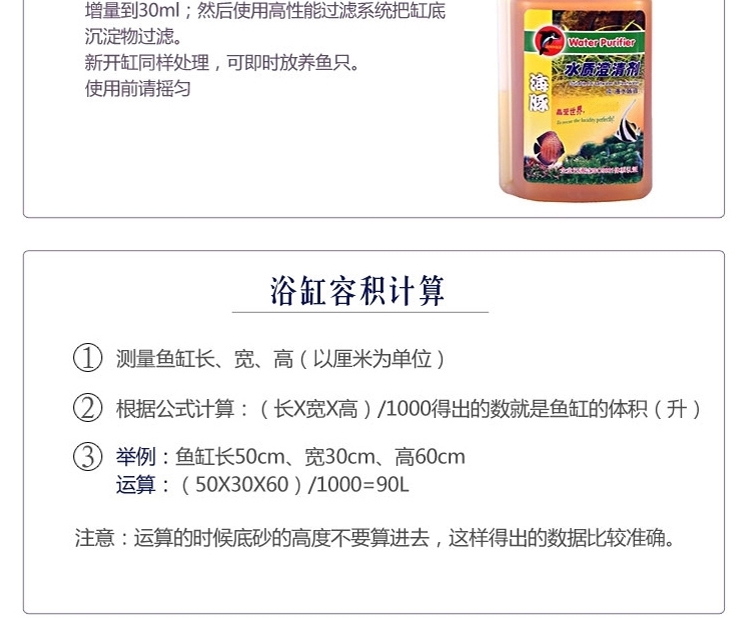 增量到30ml；然后使用高性能过滤系统把缸底
沉淀物过滤。
新开缸同样处理，可即时放养鱼只。
使用前请摇匀
Water Purifier
水质澄清剂
海豚
晶莹世界
浴缸容积计算
① 测量鱼缸长、宽、高（以厘米为单位）
② 根据公式计算：（长X宽X高）/1000得出的数就是鱼缸的体积（升）
③ 举例：鱼缸长50cm、宽30cm、高60cm
运算：（50X30X60）/1000=90L
注意：运算的时候底砂的高度不要算进去，这样得出的数据比较准确。